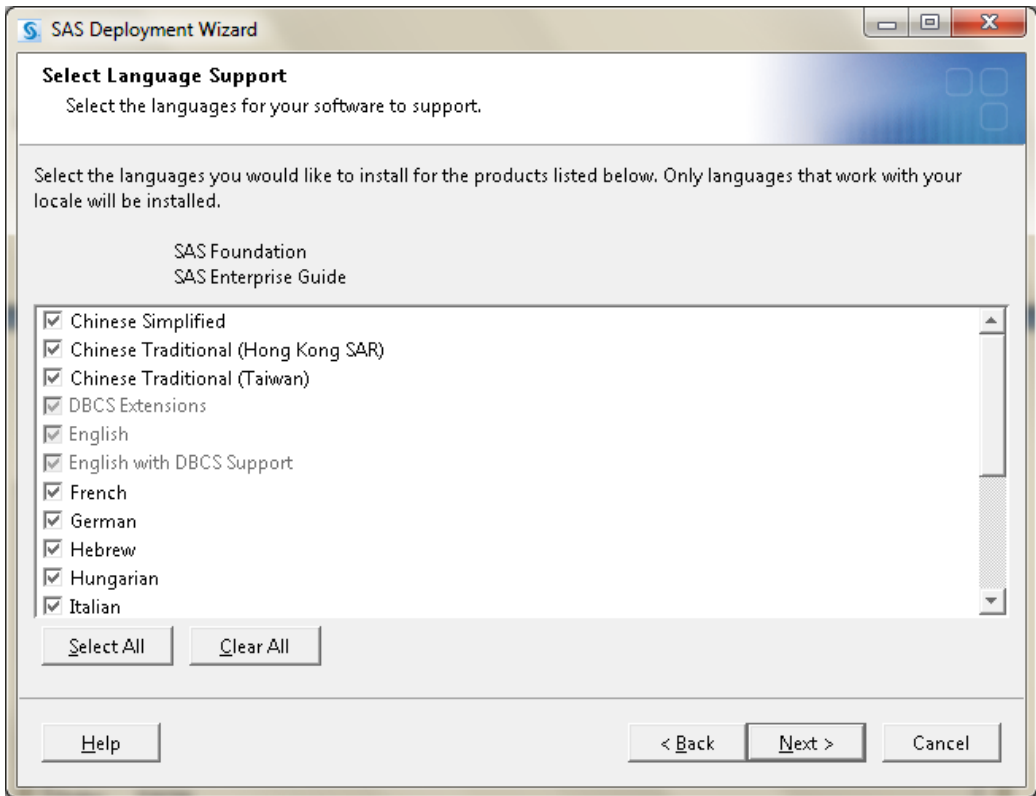 SAS Deployment Wizard
Select Language Support
Select the languages for your software to support.
Select the languages you would like to install for the products listed below. Only languages that work with your
locale will be installed.
SAS Foundation
SAS Enterprise Guide
Chinese Simplified
Chinese Traditional (Hong Kong SAR)
Chinese Traditional (Taiwan)
DBCS Extensions
English
English with DBCS Support
French
German
Hebrew
Hungarian
Italian
Select All Clear All
Help < Back Next > Cancel